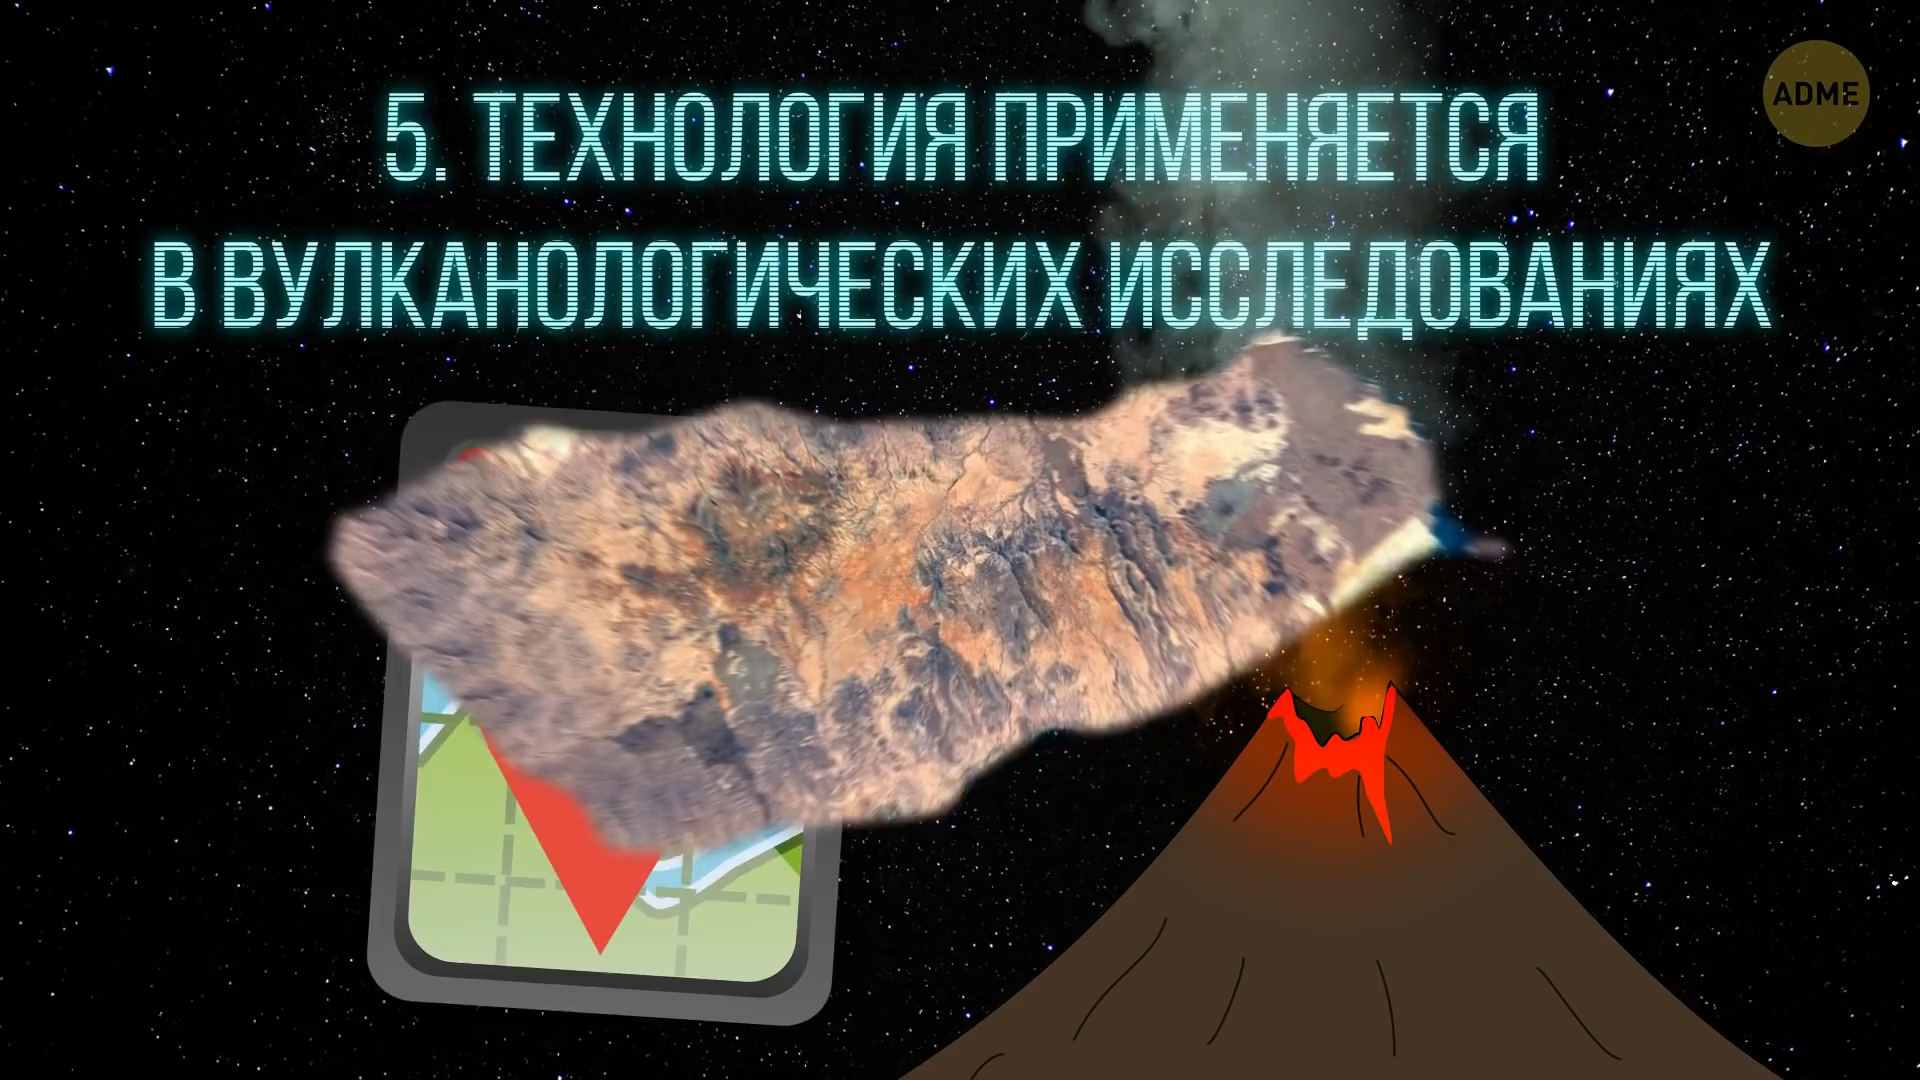 ADME
5. ТЕХНОЛОГИЯ ПРИМЕНЯЕТСЯ
В ВУЛКАНОЛОГИЧЕСКИХ ИССЛЕДОВАНИЯХ